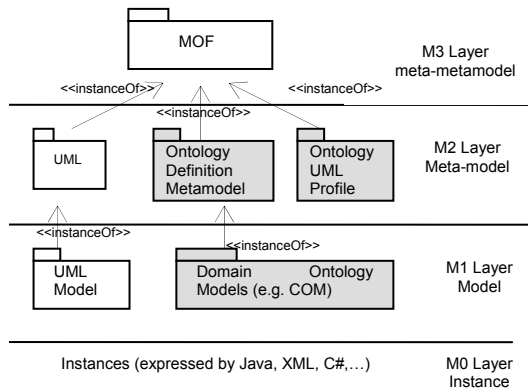 MOF
M3 Layer
meta-metamodel
<<instanceOf>>
<<instanceOf>>
<<instanceOf>>
UML
Ontology
Definition
Metamodel
Ontology
UML
Profile
M2 Layer
Meta-model
<<instanceOf>>
<<instanceOf>>
UML
Model
Domain Ontology
Models (e.g. COM)
M1 Layer
Model
Instances (expressed by Java, XML, C#,…)
M0 Layer
Instance